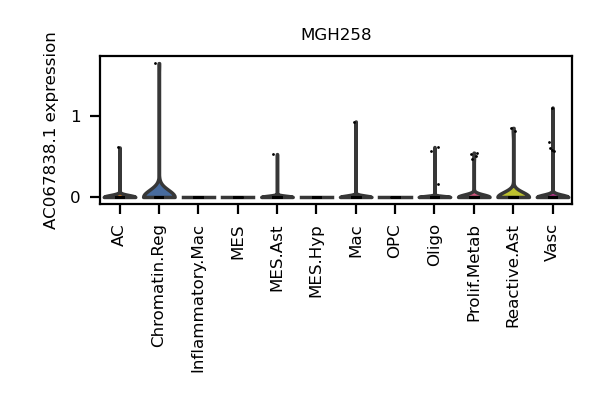 MGH258
AC067838.1 expression
1
0
AC
Chromatin.Reg
Inflammatory.Mac
MES
MES.Ast
MES.Hyp
Mac
OPC
Oligo
Prolif.Metab
Reactive.Ast
Vasc